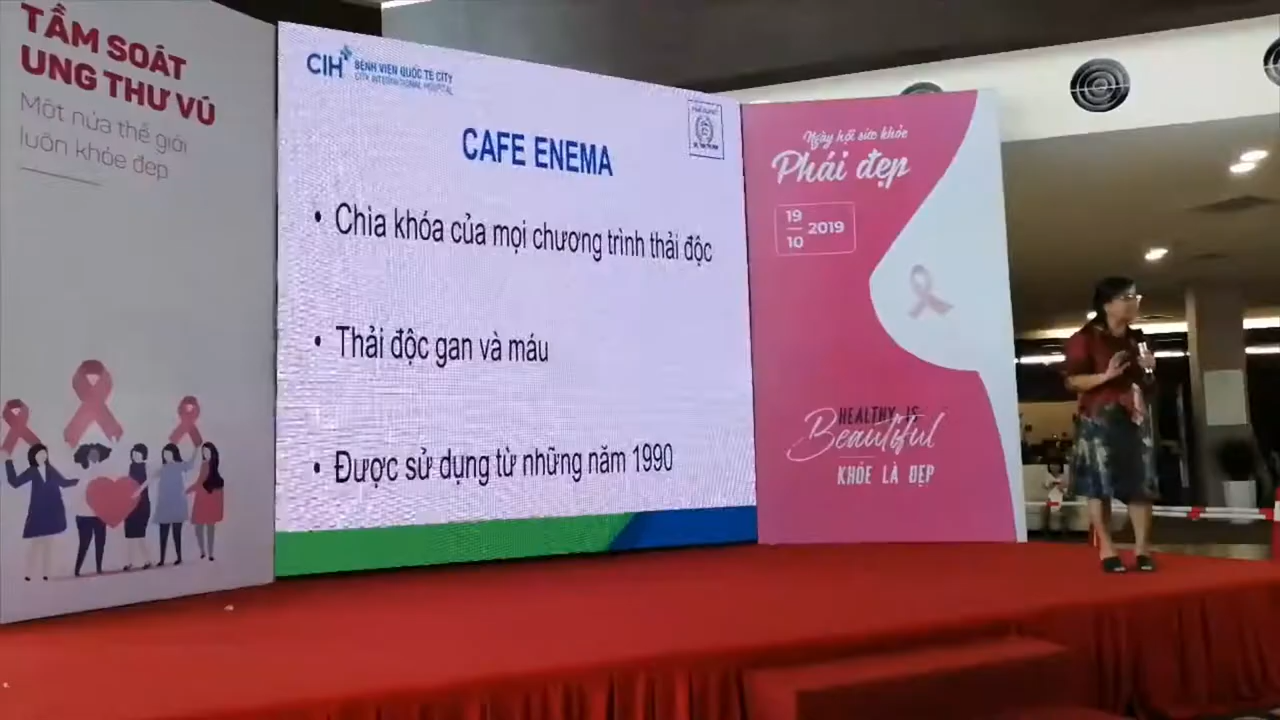 TẦM SOÁT
UNG THƯ VÚ
Một nửa thế giới
luôn khỏe đẹp
CIH
BỆNH VIỆN QUỐC TẾ CITY
CITY INTERNATIONAL HOSPITAL
CAFE ENEMA
• Chia khóa của mọi chương trình thải độc
• Thải độc gan và máu
• Được sử dụng từ những năm 1990
Ngày hội sức khỏe
Phái đẹp
19
10
2019
HEALTHY IS
Beautiful
KHỎE LÀ ĐẸP